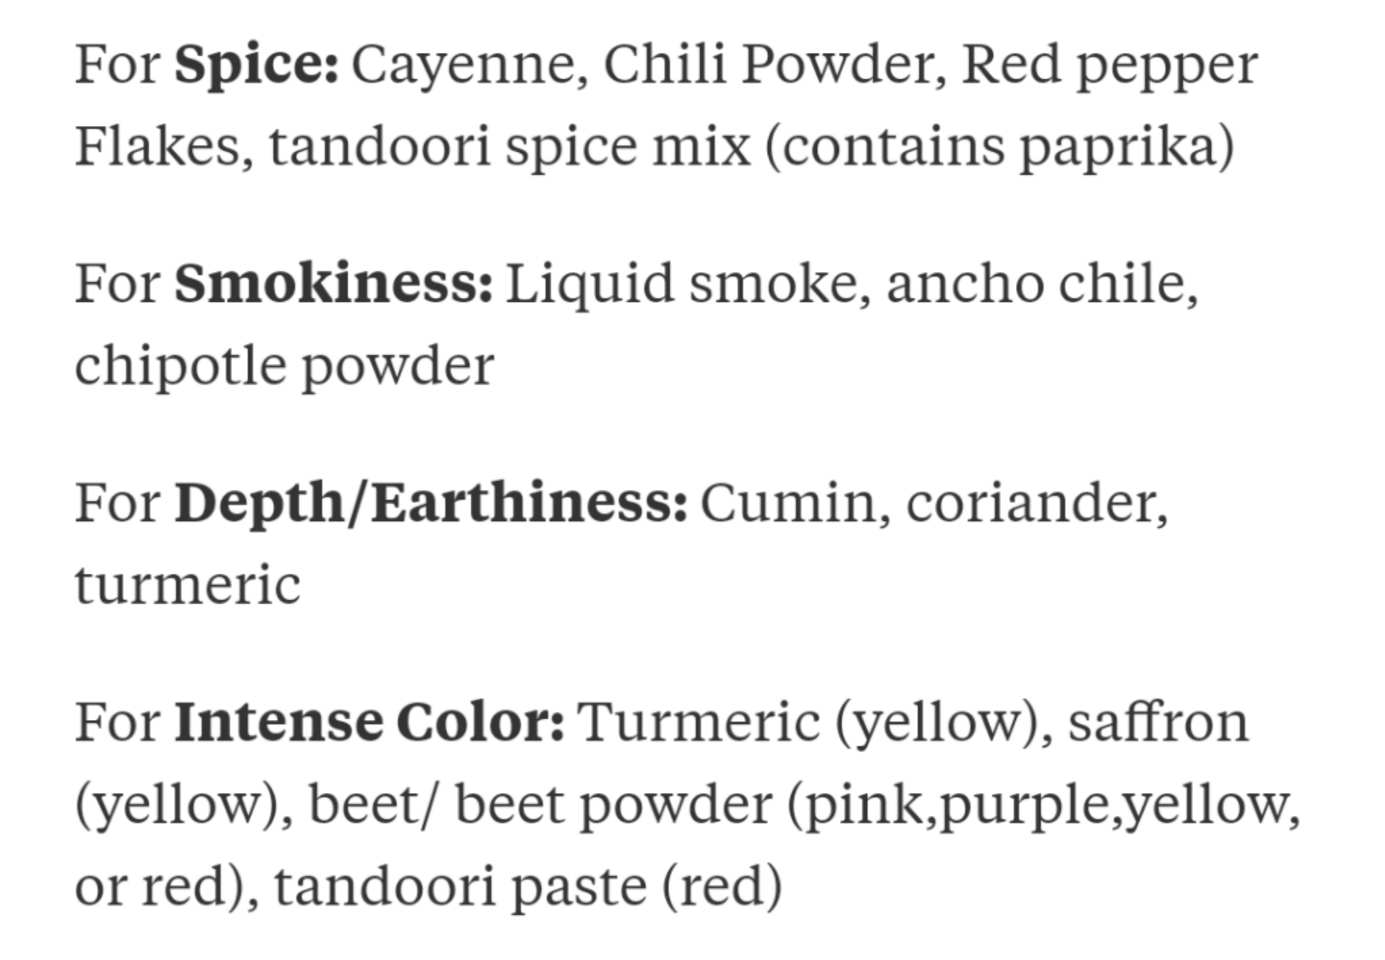 For Spice: Cayenne, Chili Powder, Red pepper
Flakes, tandoori spice mix (contains paprika)
For Smokiness: Liquid smoke, ancho chile,
chipotle powder
For Depth/Earthiness: Cumin, coriander,
turmeric
For Intense Color: Turmeric (yellow), saffron
(yellow), beet/ beet powder (pink,purple,yellow,
or red), tandoori paste (red)